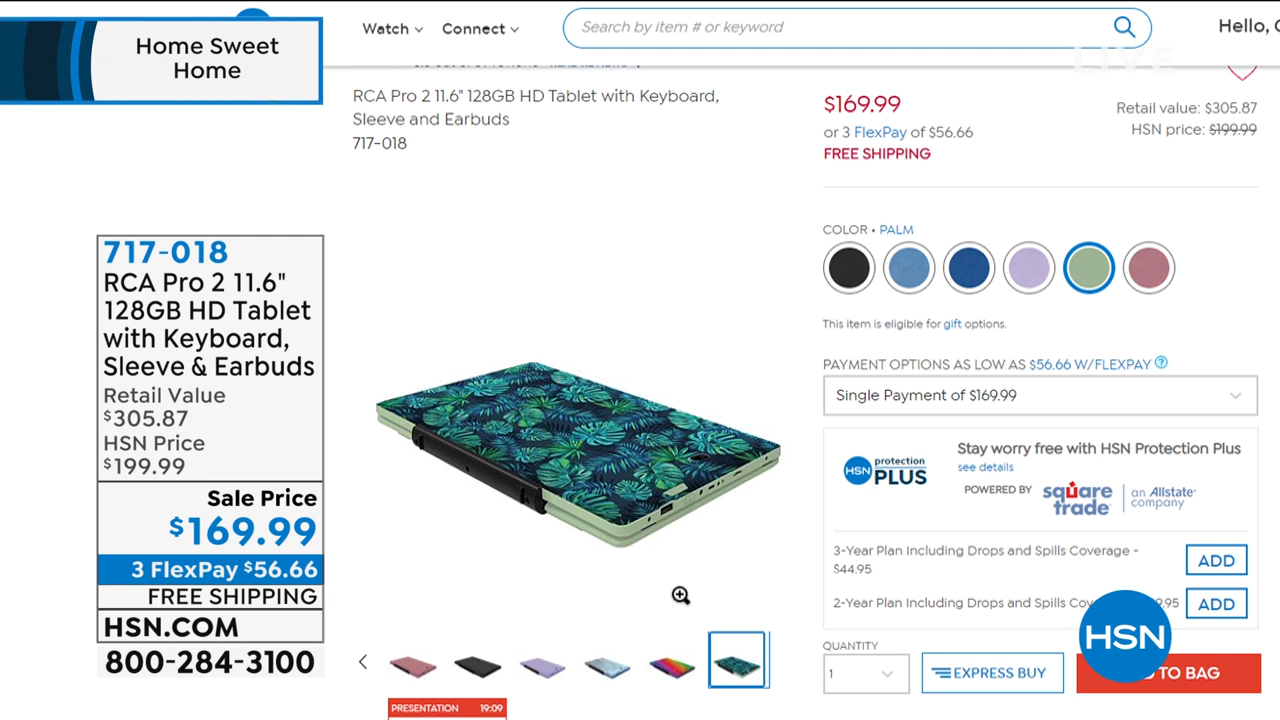 Home Sweet
Home
Watch
Connect
Search by item # or keyword
Hello,
LIVE
RCA Pro 2 11.6" 128GB HD Tablet with Keyboard,
Sleeve and Earbuds
717-018
$169.99
or 3 FlexPay of $56.66
FREE SHIPPING
Retail value: $305.87
HSN price: $199.99
COLOR • PALM
This item is eligible for gift options.
PAYMENT OPTIONS AS LOW AS $56.66 W/FLEXPAY ?
Single Payment of $169.99
HSN protection
PLUS
Stay worry free with HSN Protection Plus
see details
POWERED BY
square
trade
an Allstate
company
3-Year Plan Including Drops and Spills Coverage -
$44.95
ADD
2-Year Plan Including Drops and Spills
ADD
QUANTITY
1
EXPRESS BUY
TO BAG
HSN
717-018
RCA Pro 2 11.6"
128GB HD Tablet
with Keyboard,
Sleeve & Earbuds
Retail Value
$305.87
HSN Price
$199.99
Sale Price
$169.99
3 FlexPay $56.66
FREE SHIPPING
HSN.COM
800-284-3100
PRESENTATION 19:09